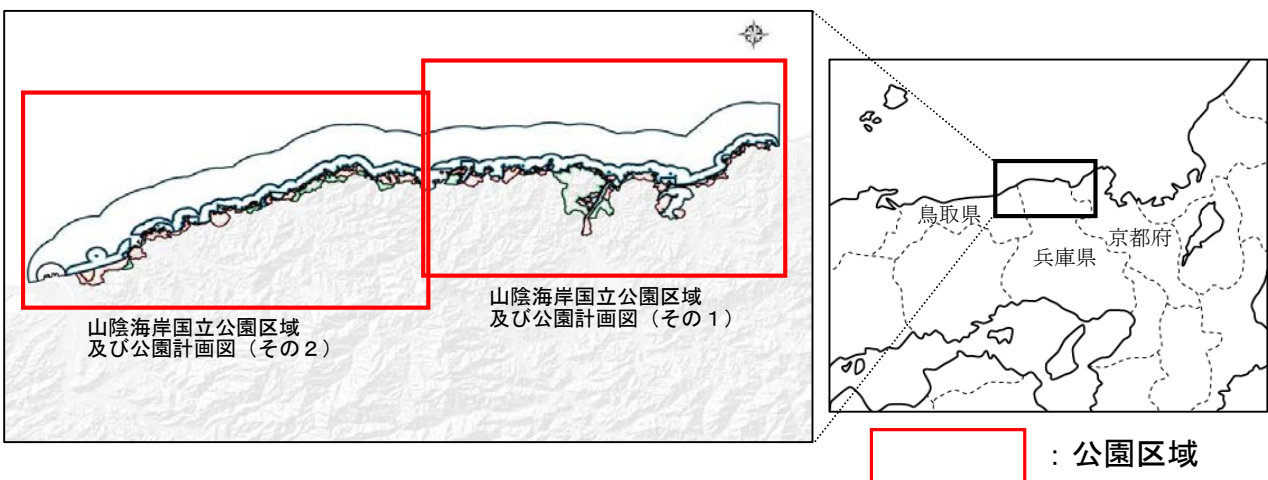 山陰海岸国立公園区域
及び公園計画図（その２）
山陰海岸国立公園区域
及び公園計画図（その１）
鳥取県
兵庫県
京都府
：公園区域